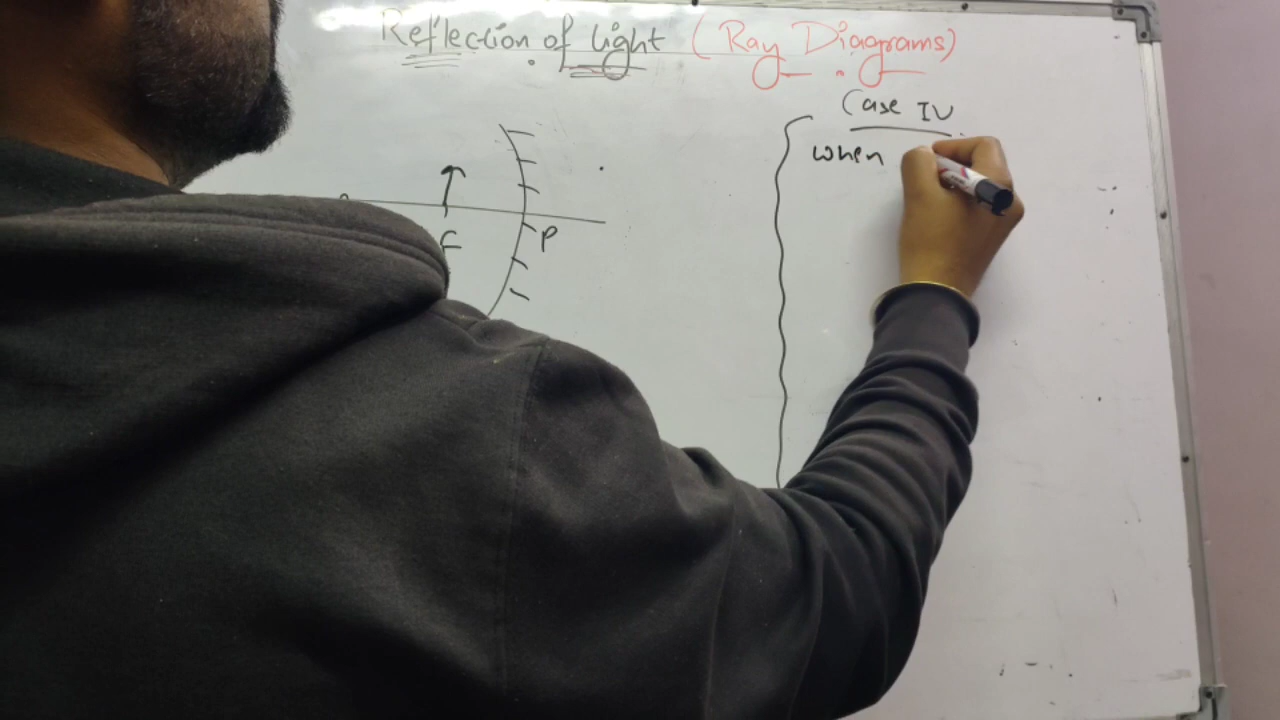 Reflection of light (Ray Diagrams)
Case IV
when
F
P